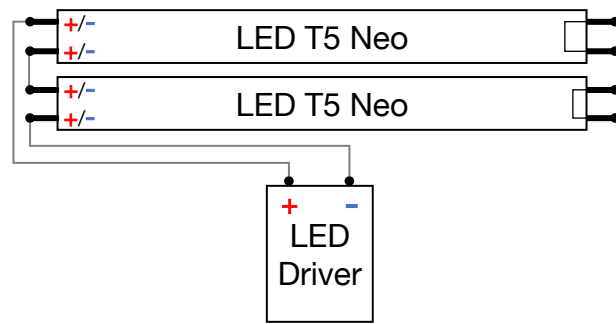 +/-
+/-
LED T5 Neo
+/-
+/-
LED T5 Neo
+ -
LED
Driver